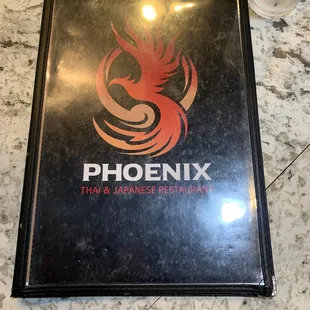 PHOENIX
THAI & JAPANESE RESTAURANT